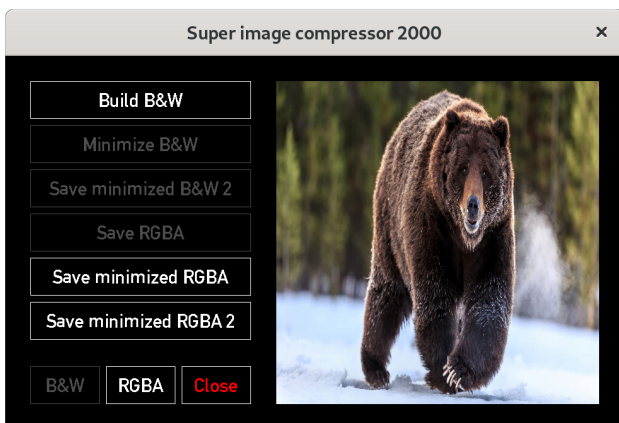 Super image compressor 2000
×
Build B&W
Minimize B&W
Save minimized B&W 2
Save RGBA
Save minimized RGBA
Save minimized RGBA 2
B&W RGBA Close